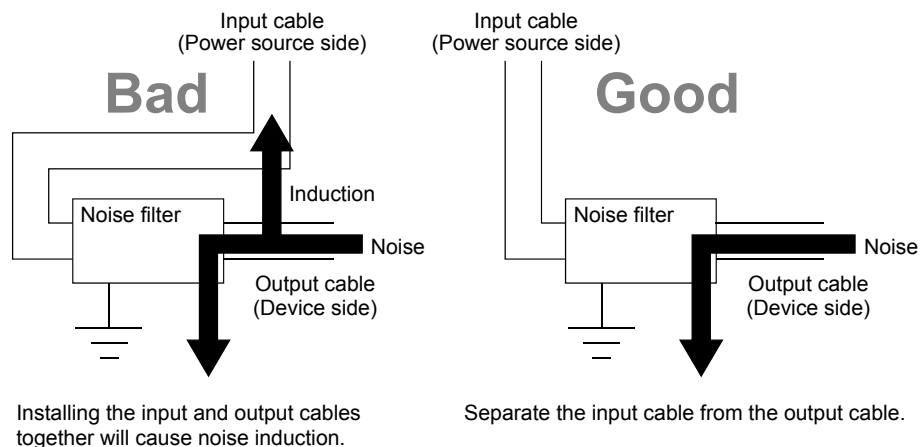 Input cable
(Power source side)
Bad
Induction
Noise filter
Noise
Output cable
(Device side)
Installing the input and output cables
together will cause noise induction.
Input cable
(Power source side)
Good
Noise filter
Noise
Output cable
(Device side)
Separate the input cable from the output cable.